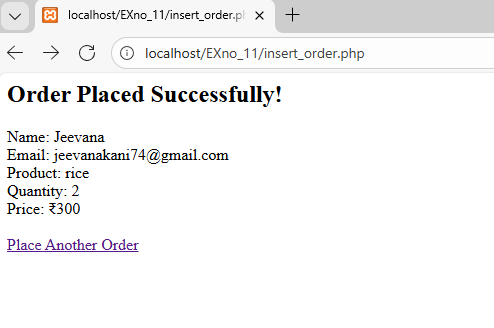 localhost/EXno_11/insert_order.p
localhost/EXno_11/insert_order.php
Order Placed Successfully!
Name: Jeevana
Email: jeevanakani74@gmail.com
Product: rice
Quantity: 2
Price: ₹300
Place Another Order